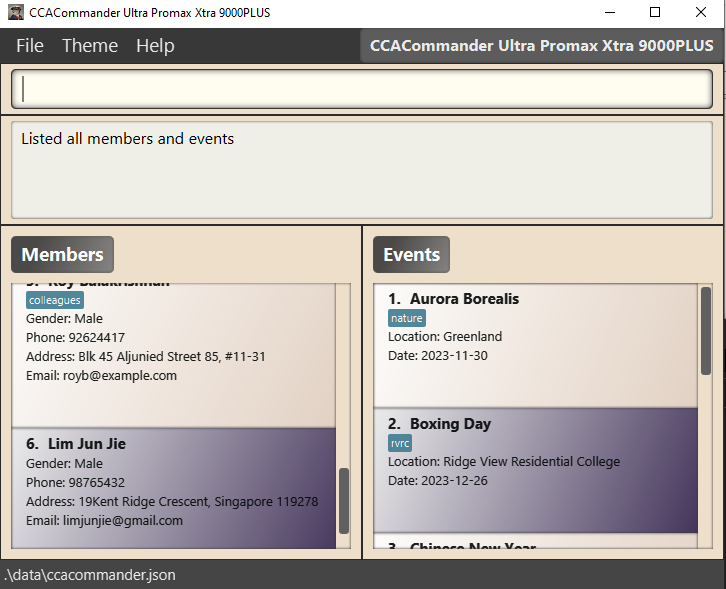 CCACommander Ultra Promax Xtra 9000PLUS
File Theme Help CCACommander Ultra Promax Xtra 9000PLUS
Listed all members and events
Members
5. Roy Balakrishnan
colleagues
Gender: Male
Phone: 92624417
Address: Blk 45 Aljunied Street 85, #11-31
Email: royb@example.com
6. Lim Jun Jie
Gender: Male
Phone: 98765432
Address: 19Kent Ridge Crescent, Singapore 119278
Email: limjunjie@gmail.com
Events
1. Aurora Borealis
nature
Location: Greenland
Date: 2023-11-30
2. Boxing Day
rvrc
Location: Ridge View Residential College
Date: 2023-12-26
3. Chinese New Year
.\data\ccacommander.json